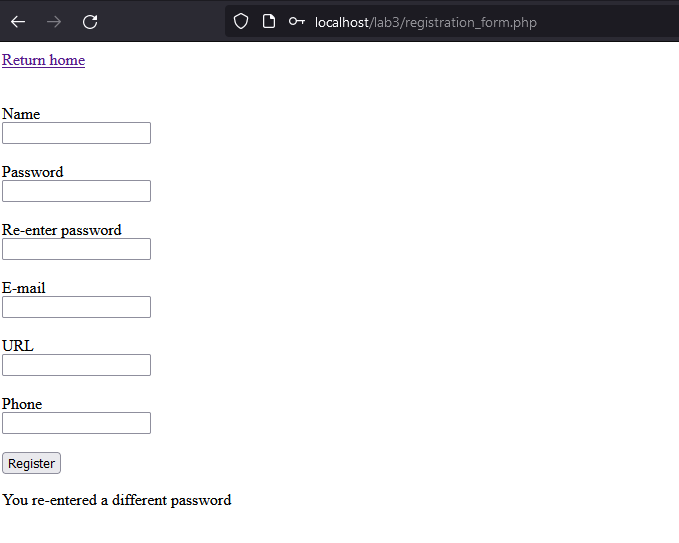 localhost/lab3/registration_form.php
Return home
Name
Password
Re-enter password
E-mail
URL
Phone
Register
You re-entered a different password